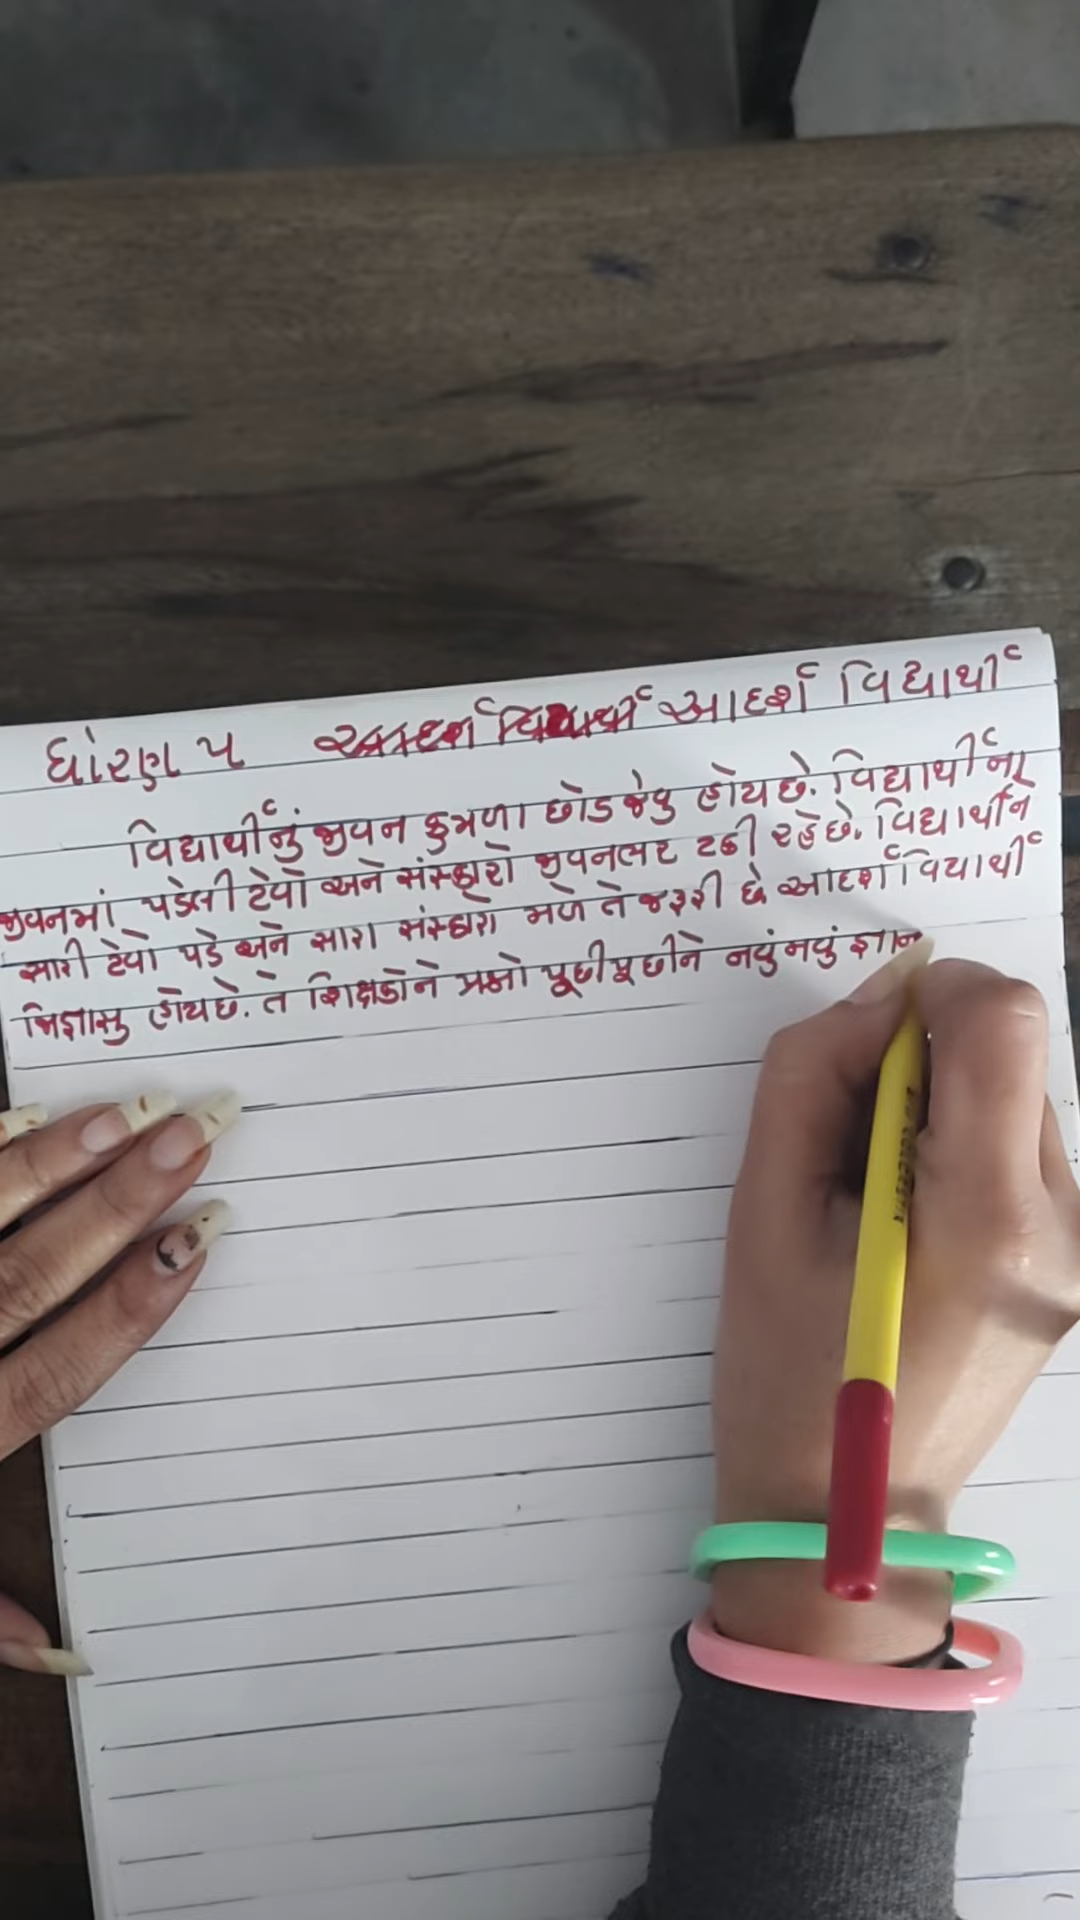 ધોરણ ૫ આદર્શ વિદ્યાર્થી આદર્શ વિદ્યાર્થી
વિદ્યાર્થીનું જીવન કુમળા છોડ જેવુ હોય છે. વિદ્યાર્થીના
જીવનમાં પડેલી ટેવો અને સંસ્કારો જીવનભર ટકી રહે છે. વિદ્યાર્થીને
સારી ટેવો પડે અને સારા સંસ્કારો મળે તે જરૂરી છે આદર્શ વિદ્યાર્થી
જિજ્ઞાસુ હોય છે. તે શિક્ષકોને પ્રશ્નો પૂછીપૂછીને નવુંનવું જ્ઞાન